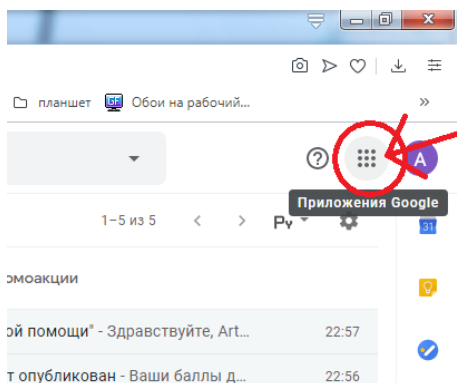 планшет GF Обои на рабочий... »
A
Приложения Google
1–5 из 5 < > Ру
31
омоакции
ой помощи" - Здравствуйте, Art... 22:57
т опубликован - Ваши баллы д... 22:56